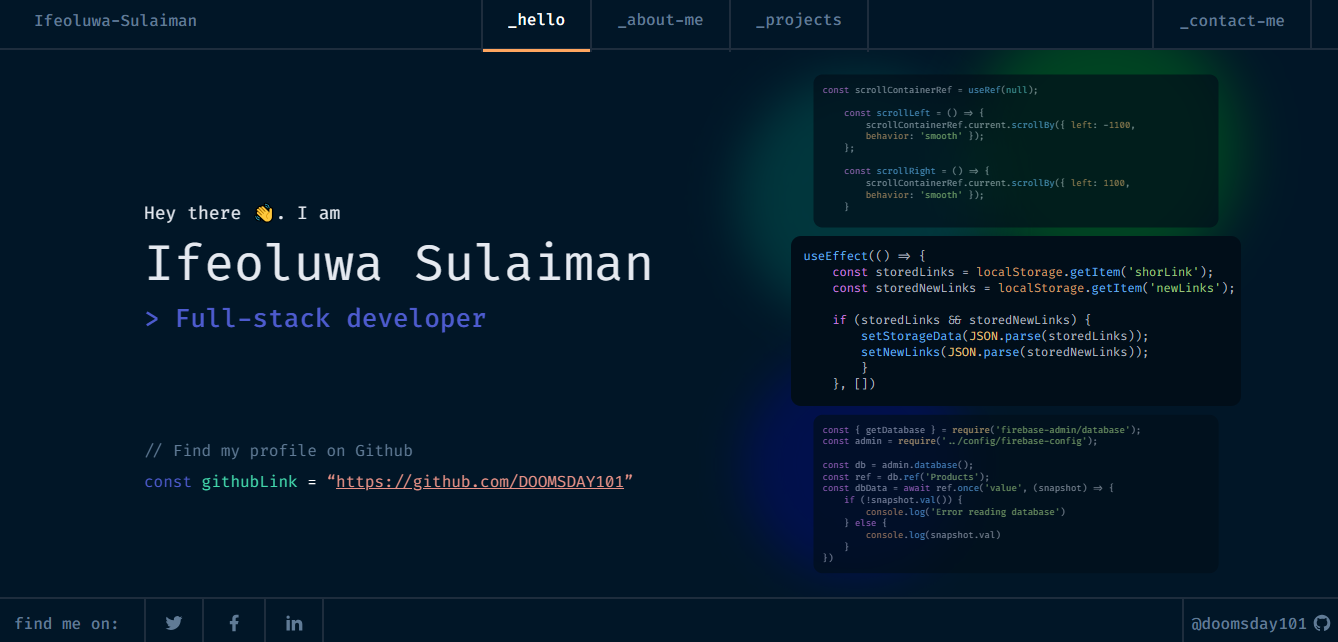 Ifeoluwa-Sulaiman
_hello
_about-me
_projects
_contact-me
Hey there 👋. I am
Ifeoluwa Sulaiman
> Full-stack developer
// Find my profile on Github
const githubLink = “https://github.com/DOOMSDAY101”
const scrollContainerRef = useRef(null);
const scrollLeft = () => {
scrollContainerRef.current.scrollBy({ left: -1100,
behavior: 'smooth' });
};
const scrollRight = () => {
scrollContainerRef.current.scrollBy({ left: 1100,
behavior: 'smooth' });
}
useEffect(() => {
const storedLinks = localStorage.getItem('shorLink');
const storedNewLinks = localStorage.getItem('newLinks');
if (storedLinks && storedNewLinks) {
setStorageData(JSON.parse(storedLinks));
setNewLinks(JSON.parse(storedNewLinks));
}
}, [])
const { getDatabase } = require('firebase-admin/database');
const admin = require('../config/firebase-config');
const db = admin.database();
const ref = db.ref('Products');
const dbData = await ref.once('value', (snapshot) => {
if (!snapshot.val()) {
console.log('Error reading database')
} else {
console.log(snapshot.val)
}
})
find me on:
@doomsday101